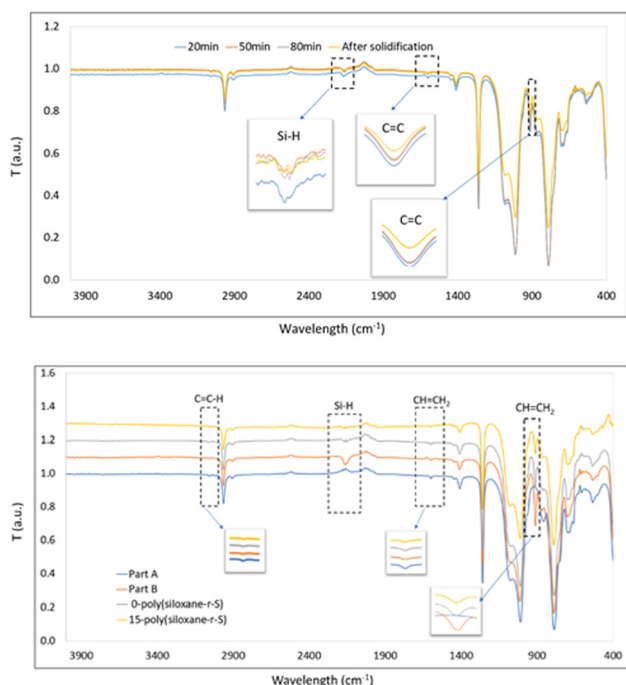 1.2
20min 50min 80min After solidification
1.0
0.8
Si-H
C=C
0.6
0.4
C=C
0.2
0.0
T (a.u.)
3900 3400 2900 2400 1900 1400 900 400
Wavelength (cm-1)
1.6
C=C-H
Si-H
CH=CH2
CH=CH2
1.4
1.2
1.0
0.8
0.6
0.4
0.2
0.0
T (a.u.)
Part A
Part B
0-poly(siloxane-r-S)
15-poly(siloxane-r-S)
3900 3400 2900 2400 1900 1400 900 400
Wavelength (cm-1)